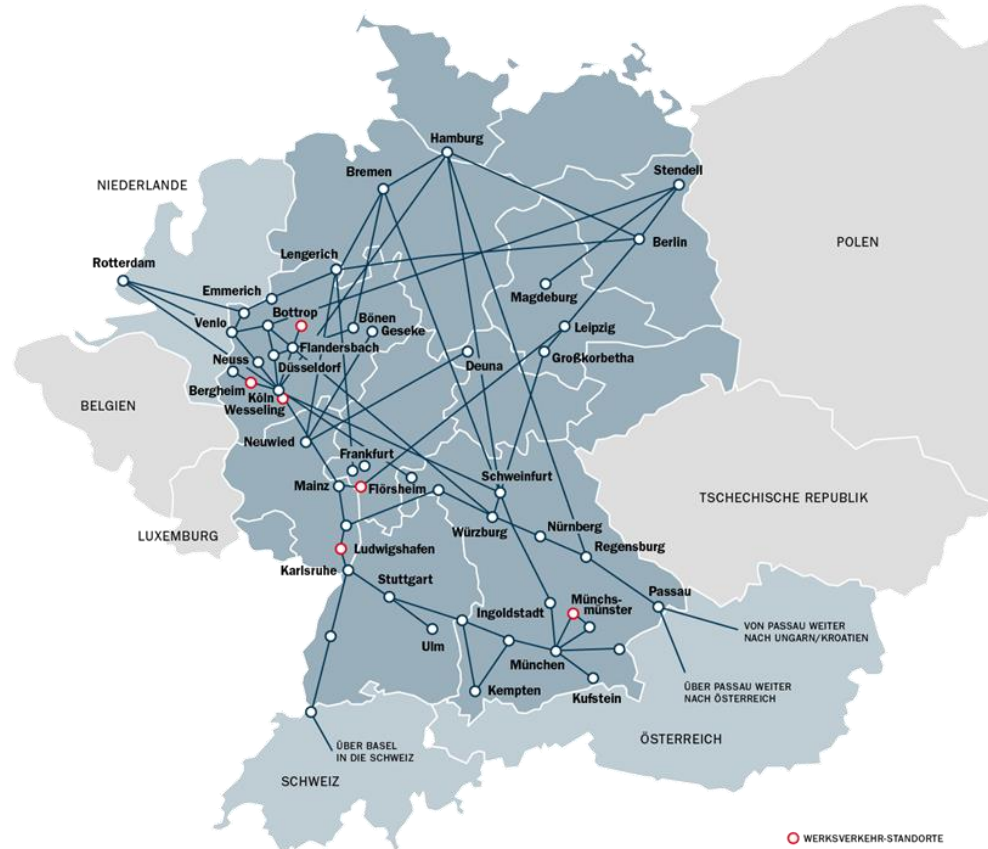 Hamburg
Bremen
Stendell
NIEDERLANDE
Berlin
POLEN
Lengerich
Rotterdam
Emmerich
Magdeburg
Bottrop
Bönen
Venlo
Geseke
Leipzig
Flandersbach
Großkorbetha
Neuss
Düsseldorf
Deuna
Bergheim
Köln
BELGIEN
Wesseling
Neuwied
Frankfurt
Schweinfurt
Mainz
Flörsheim
TSCHECHISCHE REPUBLIK
Würzburg
Nürnberg
LUXEMBURG
Regensburg
Ludwigshafen
Karlsruhe
Stuttgart
Passau
Münchs-
münster
Ingoldstadt
VON PASSAU WEITER
NACH UNGARN/KROATIEN
Ulm
München
Kempten
Kufstein
ÜBER PASSAU WEITER
NACH ÖSTERREICH
ÖSTERREICH
ÜBER BASEL
IN DIE SCHWEIZ
SCHWEIZ
WERKSVERKEHR-STANDORTE